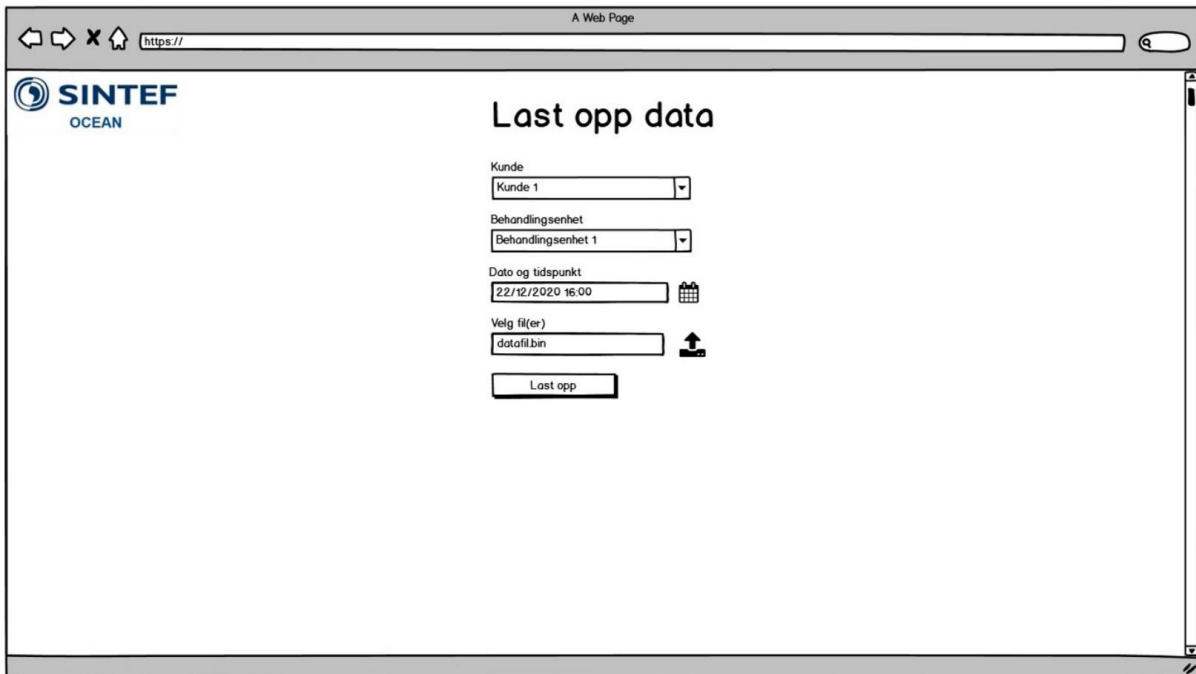 A Web Page
https://
SINTEF
OCEAN
Last opp data
Kunde
Kunde 1
Behandlingsenhet
Behandlingsenhet 1
Dato og tidspunkt
22/12/2020 16:00
Velg fil(er)
datafil.bin
Last opp